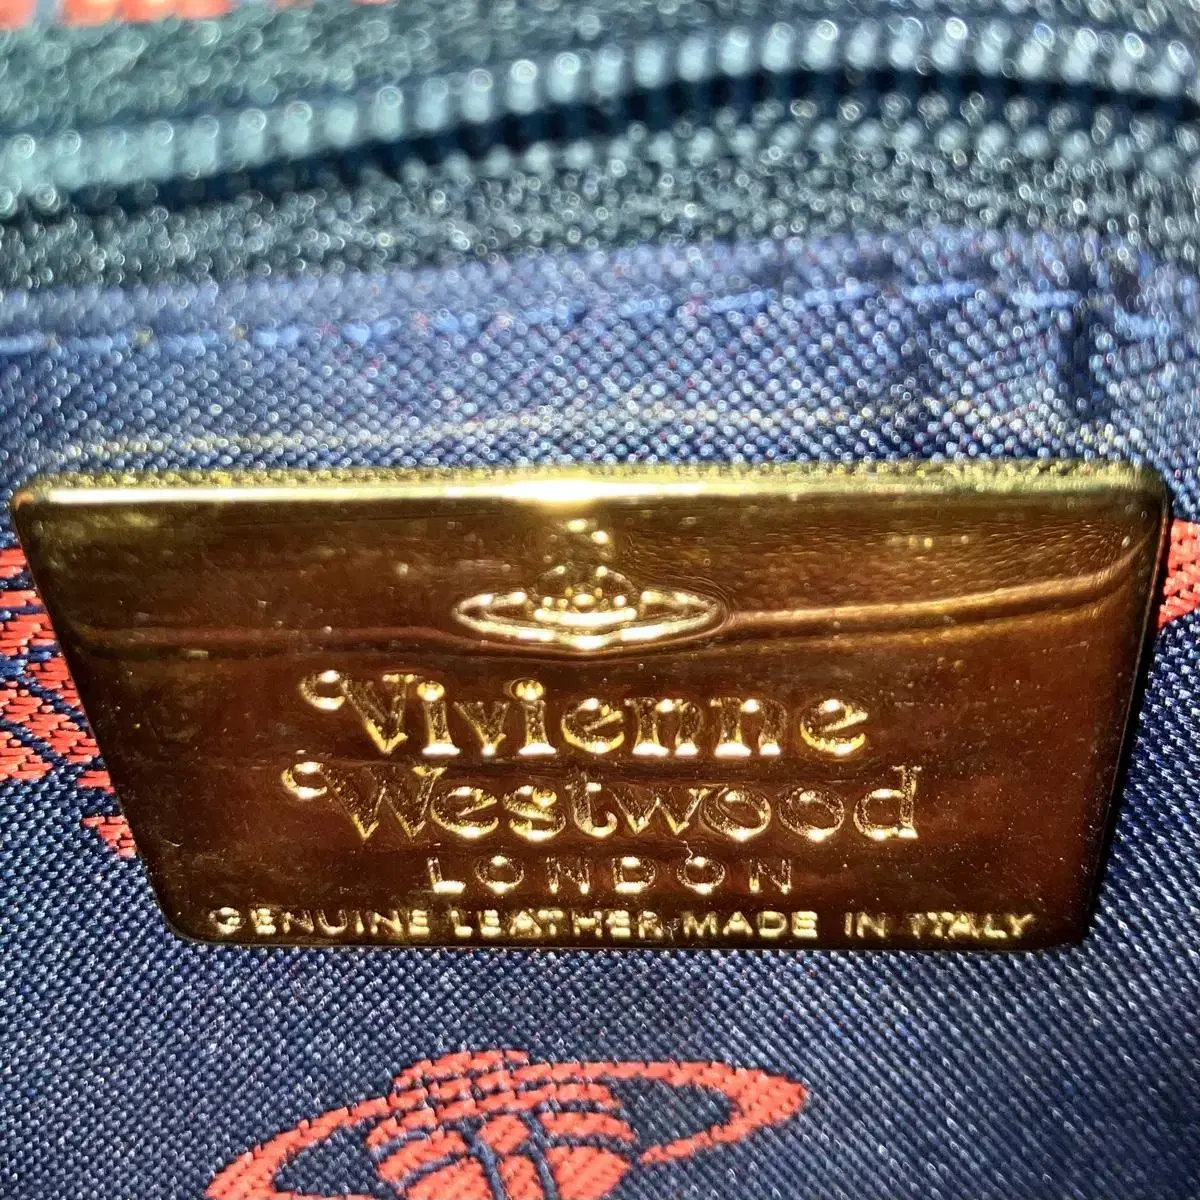 Vivienne
Westwood
LONDON
GENUINE LEATHER MADE IN ITALY